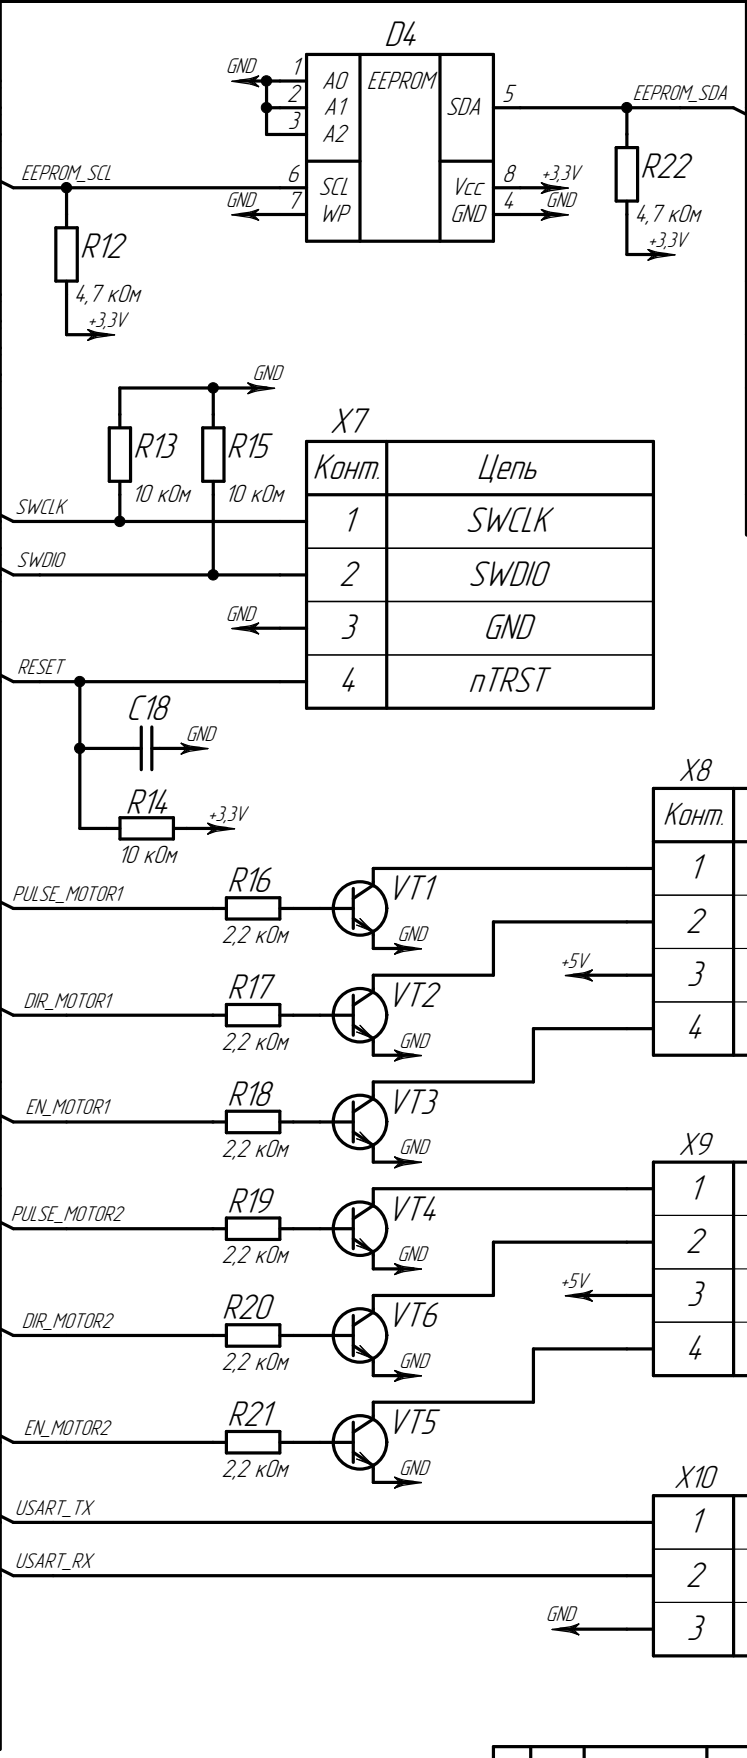 D4
GND 1 A0 EEPROM
2 A1 SDA 5 EEPROM_SDA
3 A2
R22
4,7 кОм
+3,3V
EEPROM_SCL 6 SCL Vcc 8 +3,3V
GND 7 WP GND 4 GND
R12
4,7 кОм
+3,3V
GND
R13 R15
10 кОм 10 кОм
X7
Конт. Цепь
SWCLK 1 SWCLK
SWDIO 2 SWDIO
GND 3 GND
RESET 4 nTRST
C18
GND
R14 +3,3V
10 кОм
X8
Конт.
1
2
+5V 3
4
PULSE_MOTOR1 R16 VT1
2,2 кОм GND
DIR_MOTOR1 R17 VT2
2,2 кОм GND
EN_MOTOR1 R18 VT3
2,2 кОм GND
X9
1
2
+5V 3
4
PULSE_MOTOR2 R19 VT4
2,2 кОм GND
DIR_MOTOR2 R20 VT6
2,2 кОм GND
EN_MOTOR2 R21 VT5
2,2 кОм GND
X10
USART_TX 1
USART_RX 2
GND 3